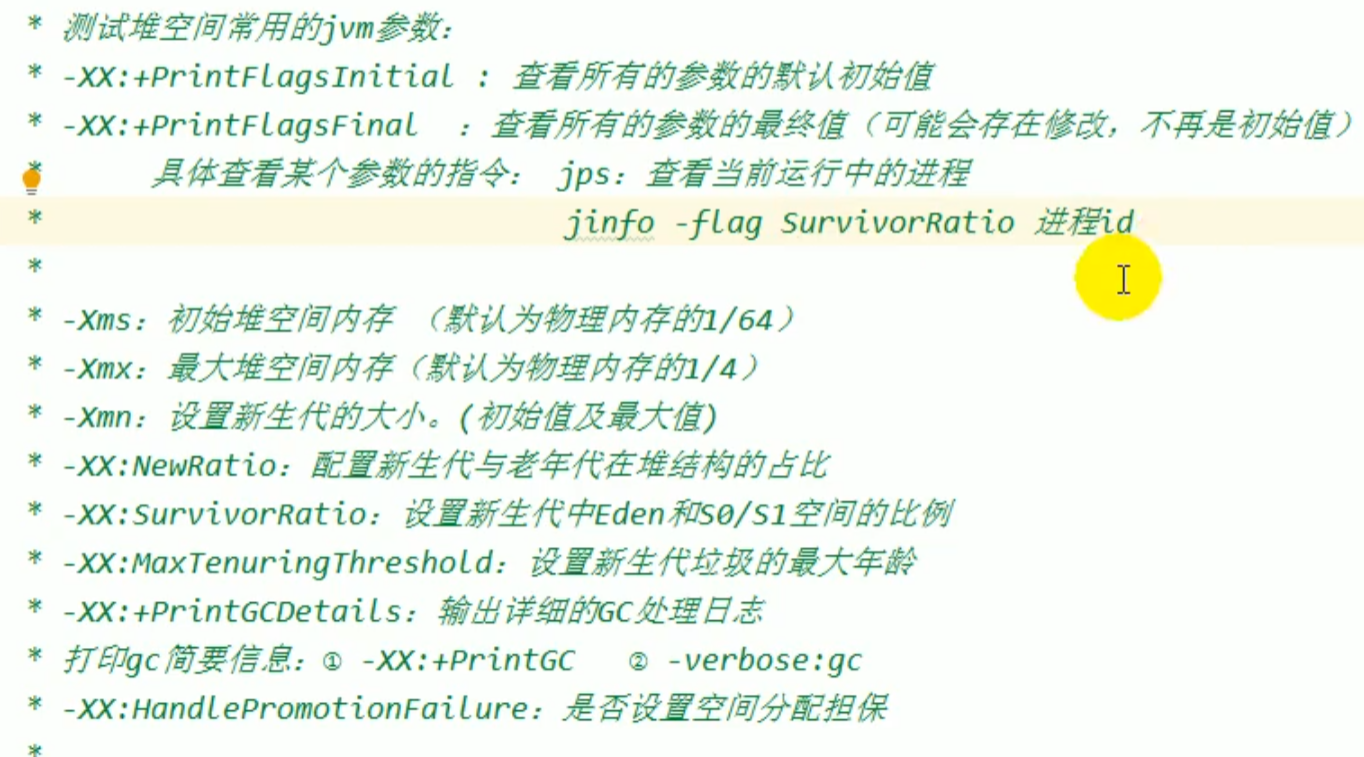 * 测试堆空间常用的jvm参数：
* -XX:+PrintFlagsInitial : 查看所有的参数的默认初始值
* -XX:+PrintFlagsFinal  ：查看所有的参数的最终值（可能会存在修改，不再是初始值）
*      具体查看某个参数的指令： jps：查看当前运行中的进程
*                              jinfo -flag SurvivorRatio 进程id
*
* -Xms：初始堆空间内存 （默认为物理内存的1/64）
* -Xmx：最大堆空间内存（默认为物理内存的1/4）
* -Xmn：设置新生代的大小。(初始值及最大值)
* -XX:NewRatio：配置新生代与老年代在堆结构的占比
* -XX:SurvivorRatio：设置新生代中Eden和S0/S1空间的比例
* -XX:MaxTenuringThreshold：设置新生代垃圾的最大年龄
* -XX:+PrintGCDetails：输出详细的GC处理日志
* 打印gc简要信息：① -XX:+PrintGC   ② -verbose:gc
* -XX:HandlePromotionFailure：是否设置空间分配担保
*